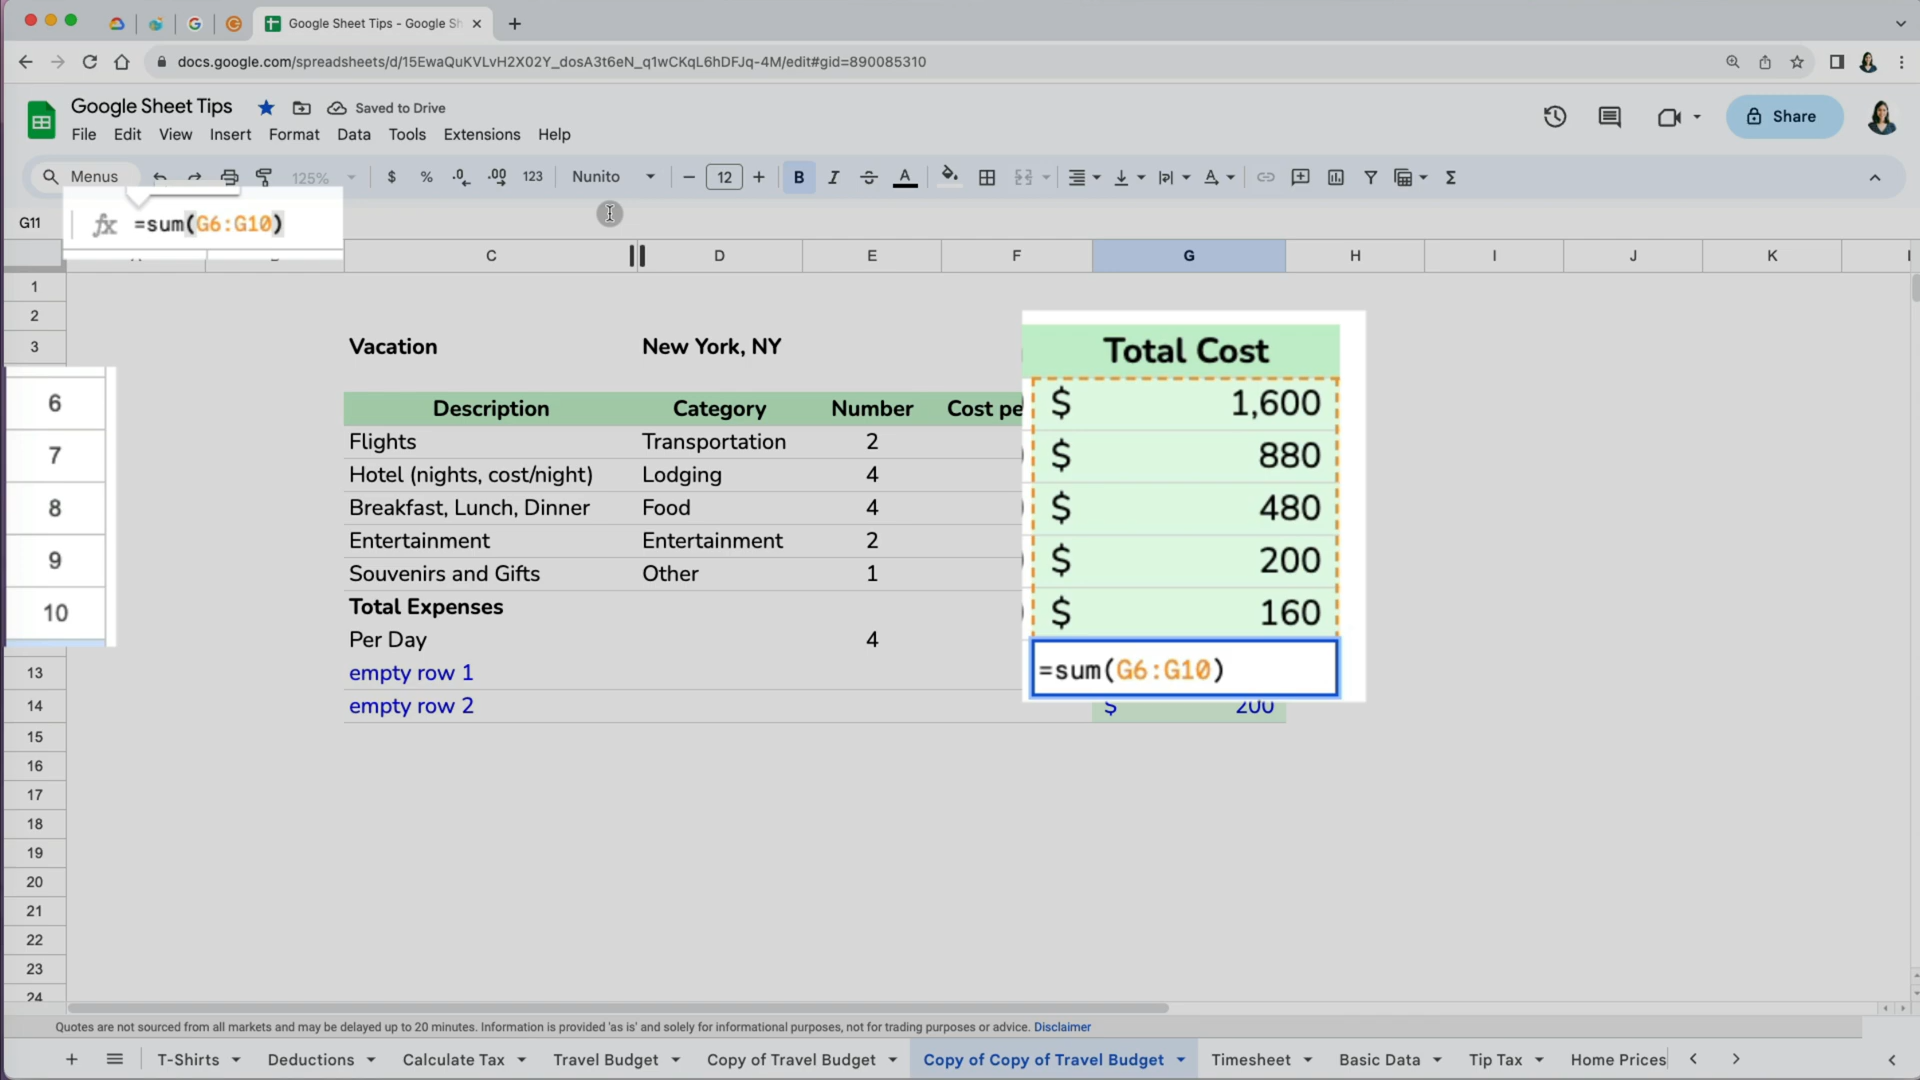 Google Sheet Tips - Google Sh
docs.google.com/spreadsheets/d/15EwaQuKVLvH2X02Y_dosA3t6eN_q1wCKqL6hDFJq-4M/edit#gid=890085310
Google Sheet Tips Saved to Drive
File Edit View Insert Format Data Tools Extensions Help
Share
Menus 125% $ % .0 .00 123 Nunito 12 B I A Σ
G11 fx =sum(G6:G10)
C D E F G H I J K
1
2
3 Vacation New York, NY
Description Category Number Cost pe Total Cost
6 Flights Transportation 2 $ 1,600
7 Hotel (nights, cost/night) Lodging 4 $ 880
8 Breakfast, Lunch, Dinner Food 4 $ 480
9 Entertainment Entertainment 2 $ 200
10 Souvenirs and Gifts Other 1 $ 160
Total Expenses =sum(G6:G10)
Per Day 4
13 empty row 1
14 empty row 2 $ 200
15
16
17
18
19
20
21
22
23
24
Quotes are not sourced from all markets and may be delayed up to 20 minutes. Information is provided 'as is' and solely for informational purposes, not for trading purposes or advice. Disclaimer
T-Shirts Deductions Calculate Tax Travel Budget Copy of Travel Budget Copy of Copy of Travel Budget Timesheet Basic Data Tip Tax Home Prices